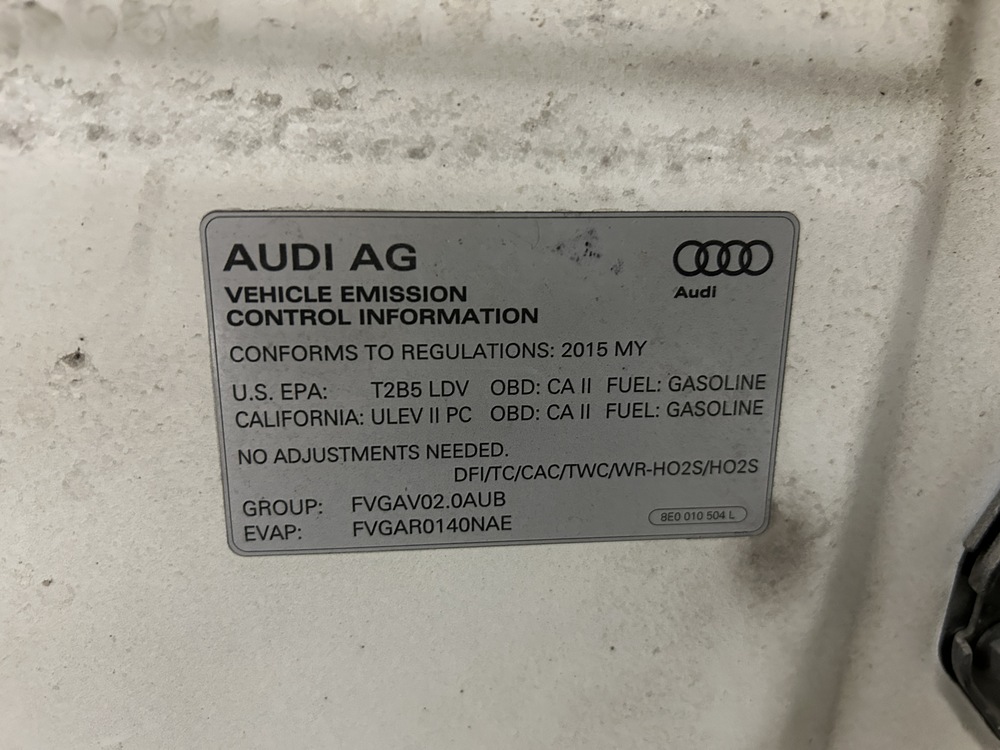 AUDI AG
Audi
VEHICLE EMISSION
CONTROL INFORMATION
CONFORMS TO REGULATIONS: 2015 MY
U.S. EPA: T2B5 LDV OBD: CA II FUEL: GASOLINE
CALIFORNIA: ULEV II PC OBD: CA II FUEL: GASOLINE
NO ADJUSTMENTS NEEDED.
DFI/TC/CAC/TWC/WR-HO2S/HO2S
GROUP: FVGAV02.0AUB
EVAP: FVGAR0140NAE
8E0 010 504 L